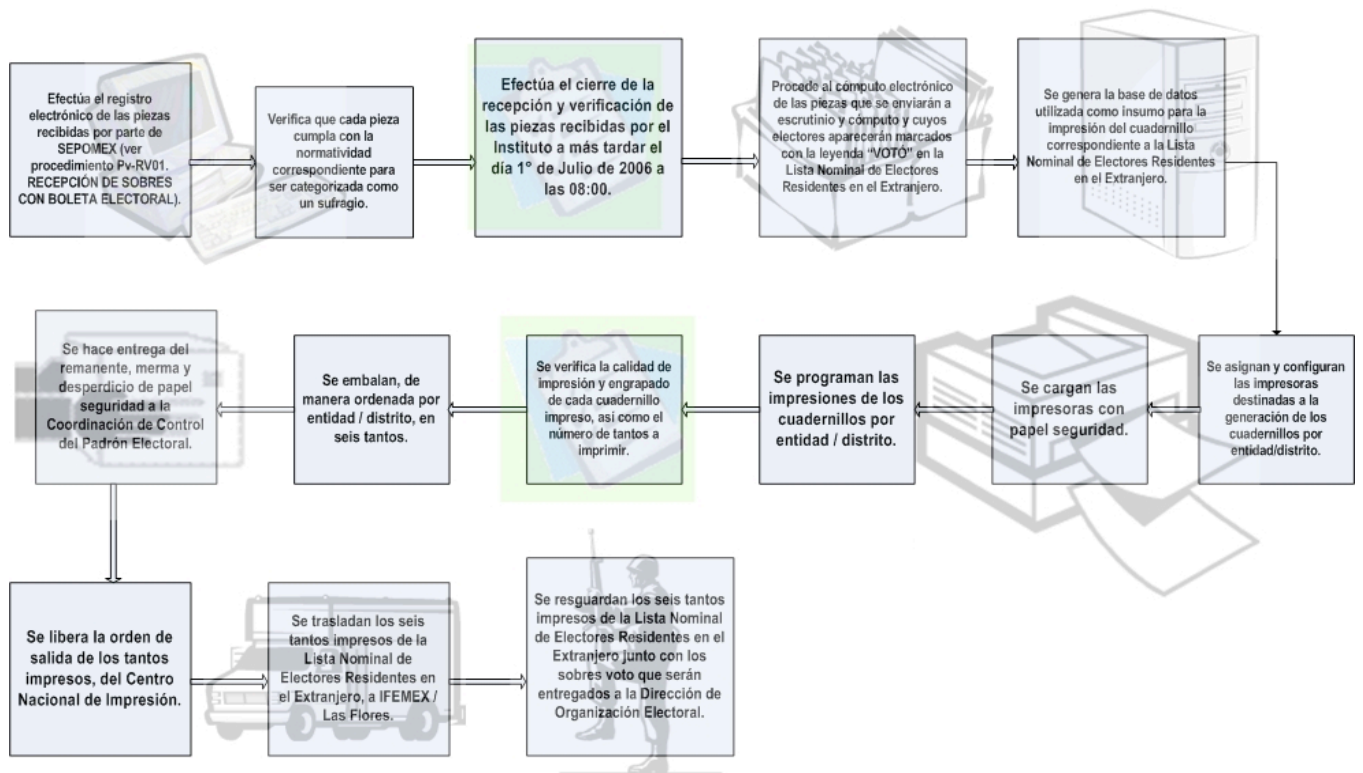 Efectúa el registro
electrónico de las piezas
recibidas por parte de
SEPOMEX (ver
procedimiento Pv-RV01.
RECEPCIÓN DE SOBRES
CON BOLETA ELECTORAL).
Verifica que cada pieza
cumpla con la
normatividad
correspondiente para
ser categorizada como
un sufragio.
Efectúa el cierre de la
recepción y verificación de
las piezas recibidas por el
Instituto a más tardar el
día 1° de Julio de 2006 a
las 08:00.
Procede al cómputo electrónico
de las piezas que se enviarán a
escrutinio y cómputo y cuyos
electores aparecerán marcados
con la leyenda “VOTÓ” en la
Lista Nominal de Electores
Residentes en el Extranjero.
Se genera la base de datos
utilizada como insumo para la
impresión del cuadernillo
correspondiente a la Lista
Nominal de Electores Residentes
en el Extranjero.
Se asignan y configuran
las impresoras
destinadas a la
generación de los
cuadernillos por
entidad/distrito.
Se cargan las
impresoras con
papel seguridad.
Se programan las
impresiones de los
cuadernillos por
entidad / distrito.
Se verifica la calidad de
impresión y engrapado
de cada cuadernillo
impreso, así como el
número de tantos a
imprimir.
Se embalan, de
manera ordenada por
entidad / distrito, en
seis tantos.
Se hace entrega del
remanente, merma y
desperdicio de papel
seguridad a la
Coordinación de Control
del Padrón Electoral.
Se libera la orden de
salida de los tantos
impresos, del Centro
Nacional de Impresión.
Se trasladan los seis
tantos impresos de la
Lista Nominal de
Electores Residentes en
el Extranjero, a IFEMEX /
Las Flores.
Se resguardan los seis tantos
impresos de la Lista Nominal
de Electores Residentes en el
Extranjero junto con los
sobres voto que serán
entregados a la Dirección de
Organización Electoral.